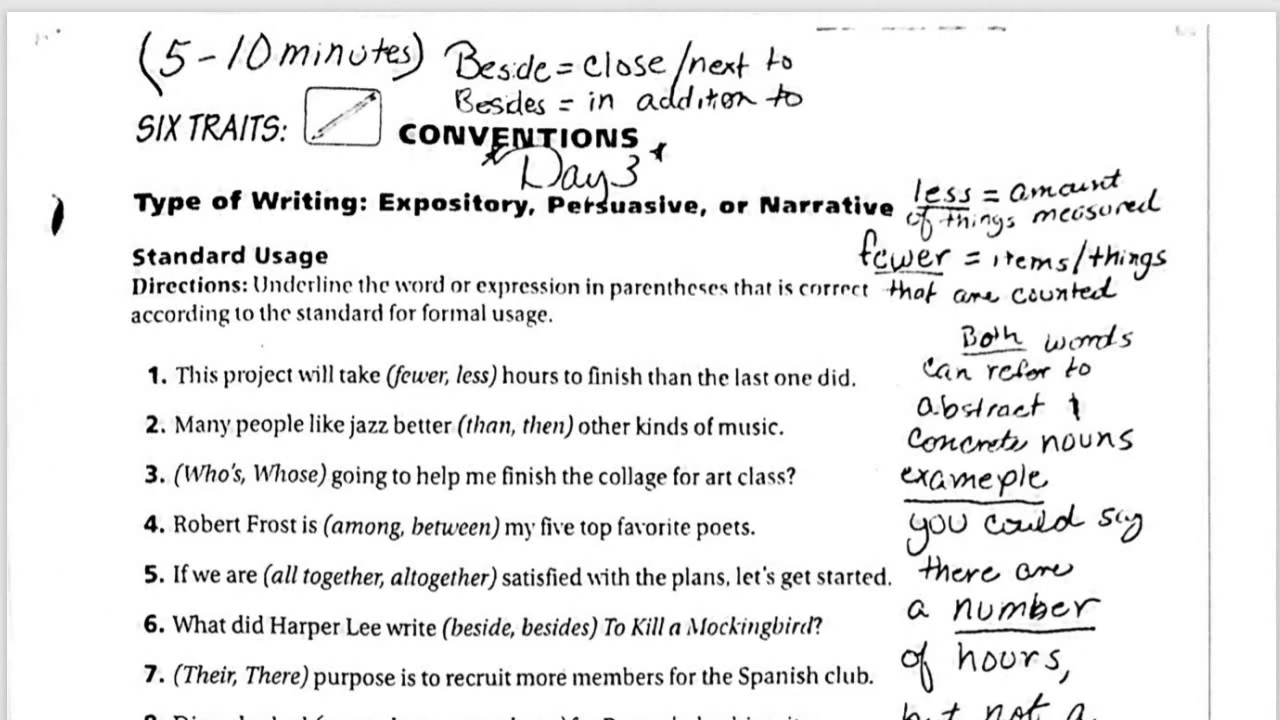 (5-10 minutes) Beside = close/next to
Besides = in addition to
SIX TRAITS: CONVENTIONS
*Day 3*
Type of Writing: Expository, Persuasive, or Narrative
less = amount
of things measured
fewer = items/things
that are counted
Standard Usage
Directions: Underline the word or expression in parentheses that is correct
according to the standard for formal usage.
1. This project will take (fewer, less) hours to finish than the last one did.
2. Many people like jazz better (than, then) other kinds of music.
3. (Who's, Whose) going to help me finish the collage for art class?
4. Robert Frost is (among, between) my five top favorite poets.
5. If we are (all together, altogether) satisfied with the plans, let's get started.
6. What did Harper Lee write (beside, besides) To Kill a Mockingbird?
7. (Their, There) purpose is to recruit more members for the Spanish club.
Both words
can refer to
abstract +
concrete nouns
exameple
you could say
there are
a number
of hours,
but not a